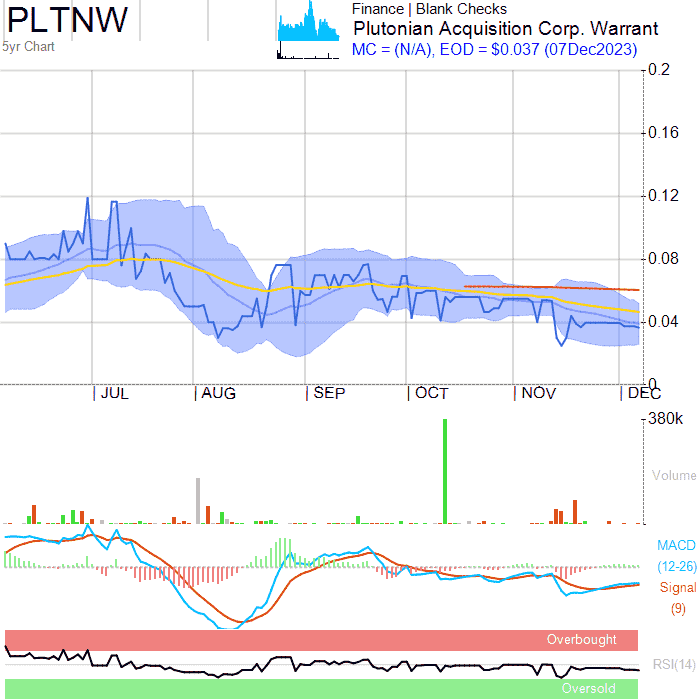 PLTNW
5yr Chart
Finance | Blank Checks
Plutonian Acquisition Corp. Warrant
MC = (N/A), EOD = $0.037 (07Dec2023)
0.2
0.16
0.12
0.08
0.04
0
JUL AUG SEP OCT NOV DEC
380k
Volume
MACD
(12-26)
Signal
(9)
Overbought
RSI(14)
Oversold